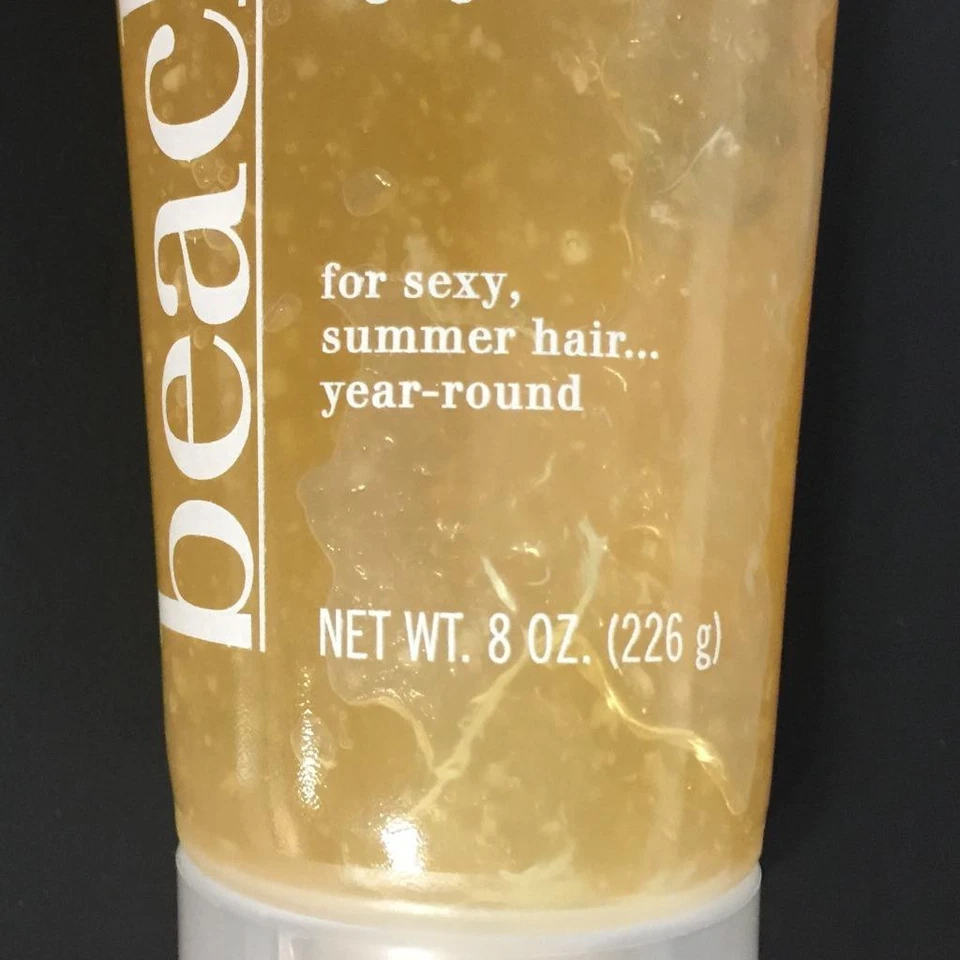 beac
for sexy,
summer hair...
year-round
NET WT. 8 OZ. (226 g)